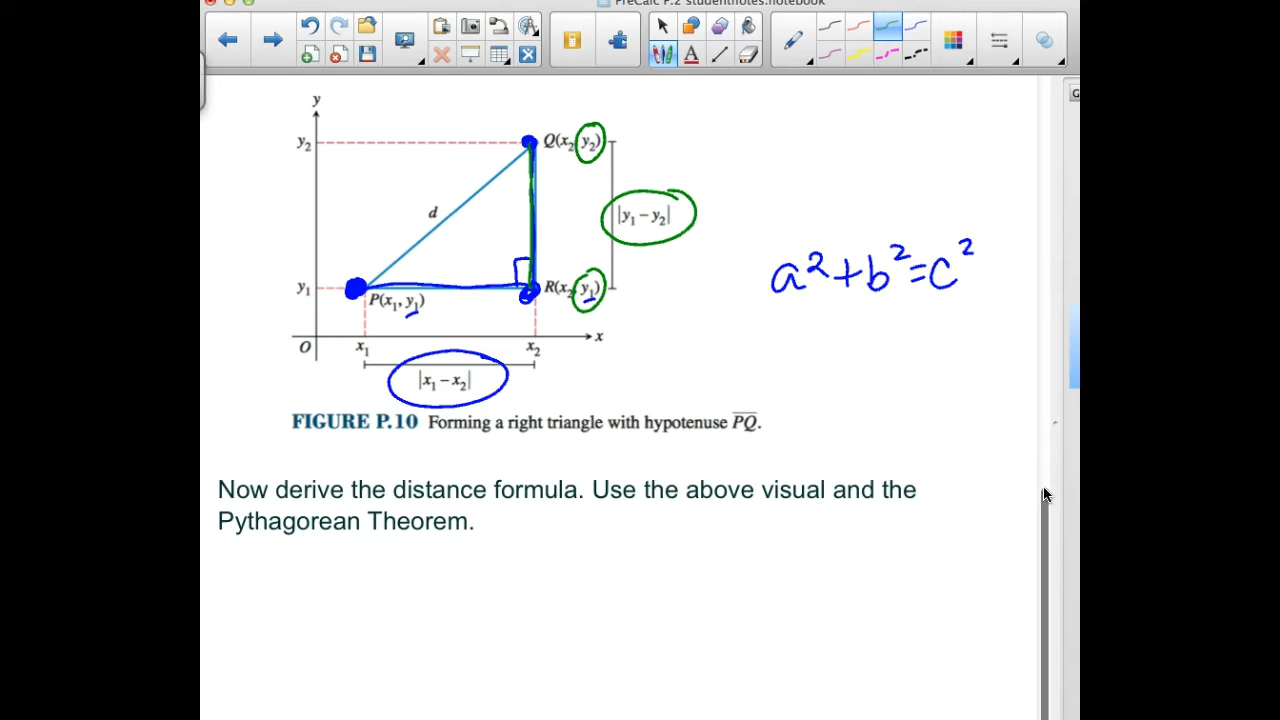 PreCalc P.2 studentnotes.notebook
A
G
y
y₂
Q(x₂, y₂)
d
|y₁ − y₂|
a² + b² = c²
y₁
P(x₁, y₁)
R(x₂, y₁)
x
O
x₁
x₂
|x₁ − x₂|
FIGURE P.10 Forming a right triangle with hypotenuse P̅Q̅.
Now derive the distance formula. Use the above visual and the
Pythagorean Theorem.